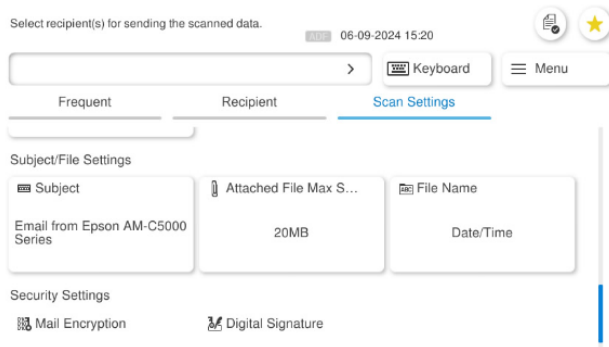 Select recipient(s) for sending the scanned data.
ADF 06-09-2024 15:20
Keyboard
Menu
Frequent Recipient Scan Settings
Subject/File Settings
Subject Attached File Max S... File Name
Email from Epson AM-C5000
Series
20MB
Date/Time
Security Settings
Mail Encryption Digital Signature